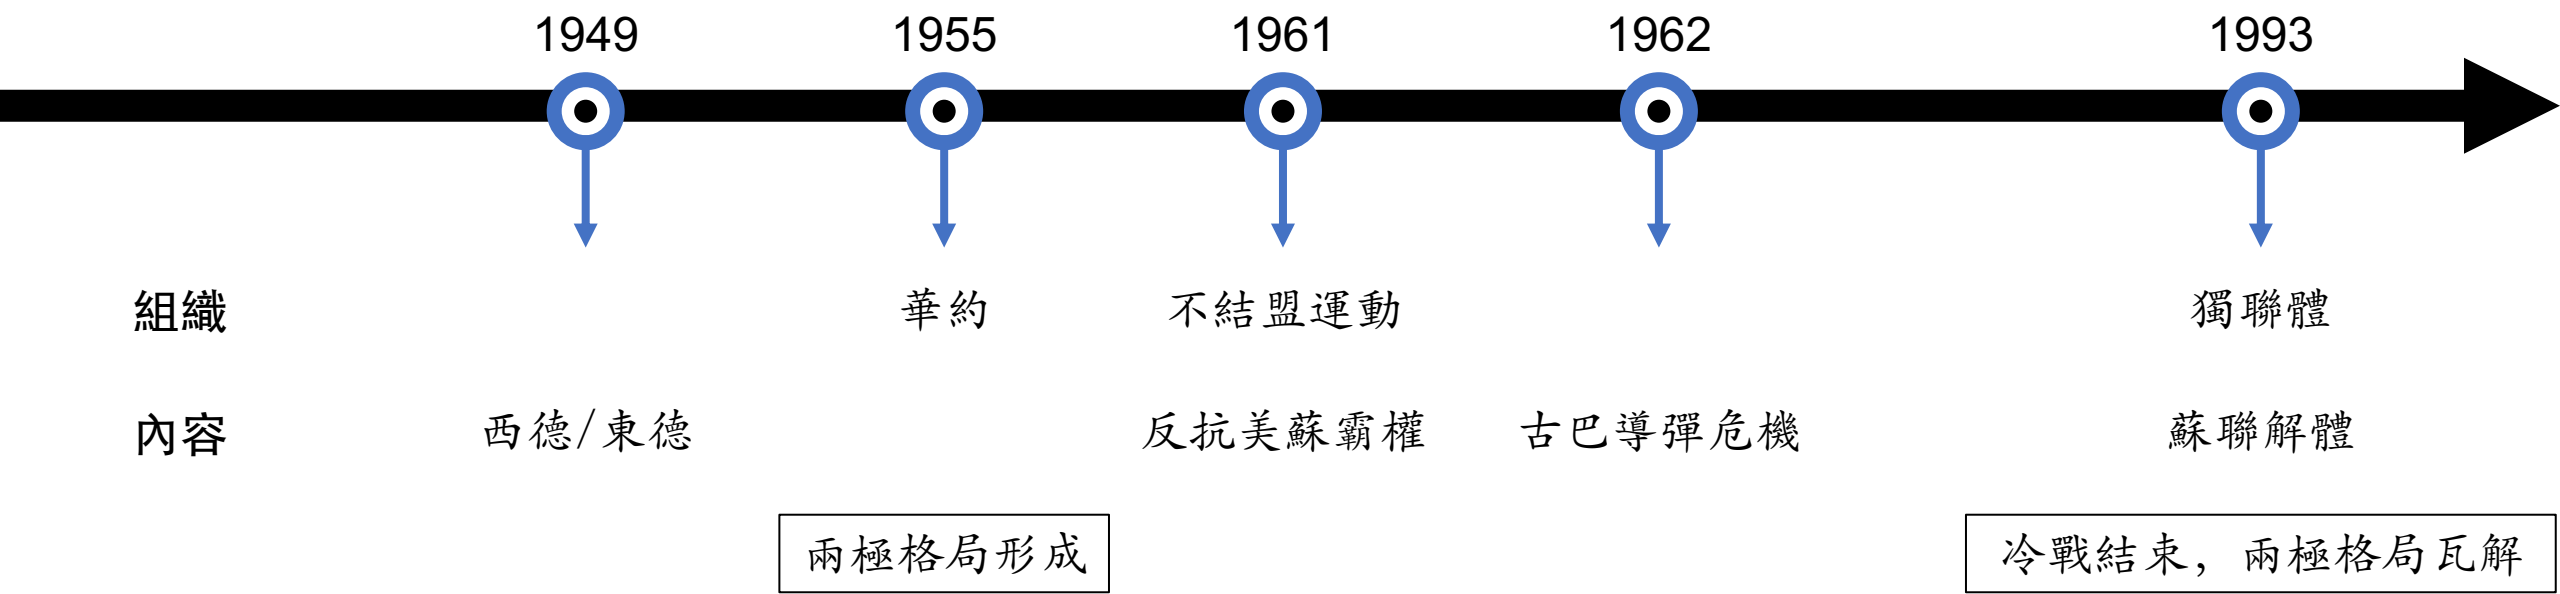 1949 1955 1961 1962 1993
組織 華約 不結盟運動 獨聯體
內容 西德/東德 反抗美蘇霸權 古巴導彈危機 蘇聯解體
兩極格局形成 冷戰結束，兩極格局瓦解